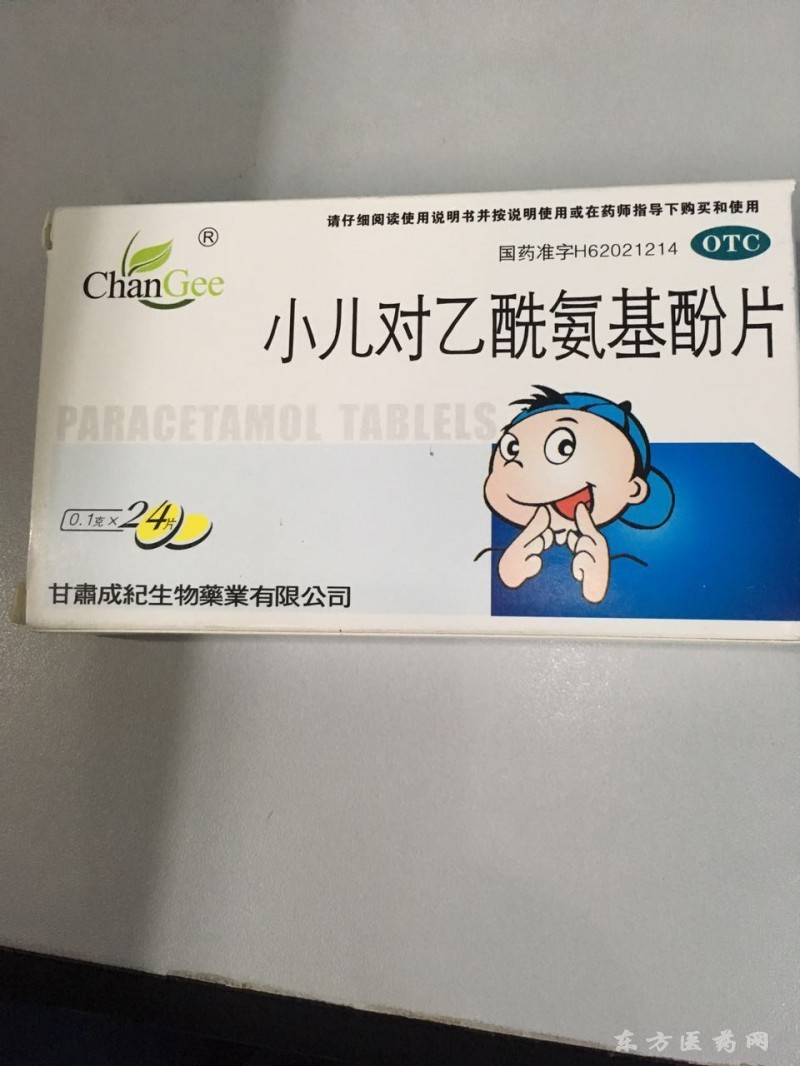 请仔细阅读使用说明书并按说明使用或在药师指导下购买和使用
国药准字H62021214
OTC
ChanGee
®
小儿对乙酰氨基酚片
PARACETAMOL TABLELS
0.1克×24片
甘肅成紀生物藥業有限公司
东方医药网